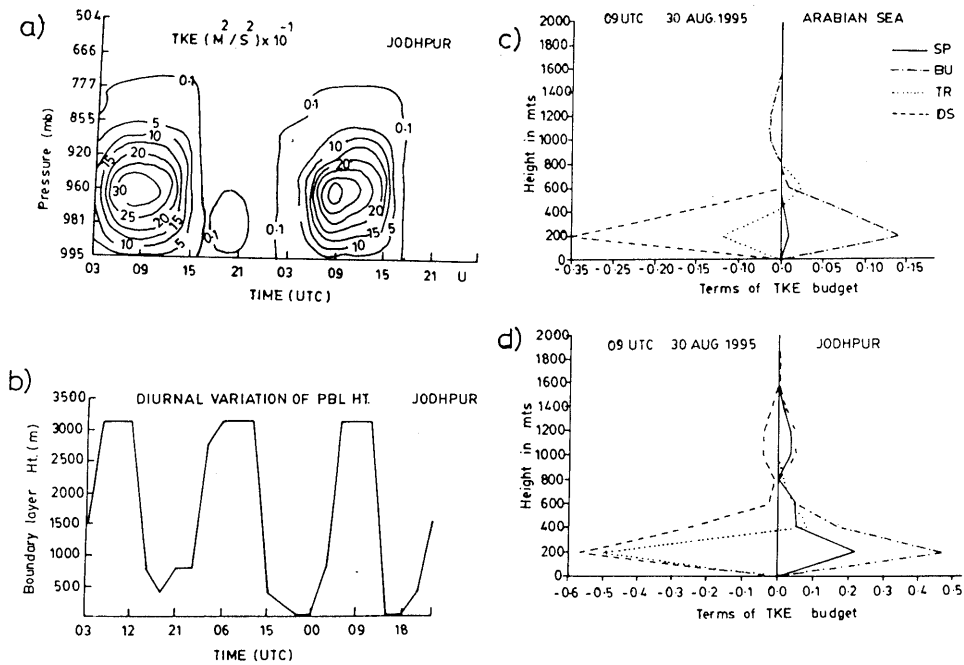 a)
TKE (M²/S²) x 10⁻¹ JODHPUR
504
666
777
855
920
960
981
995
Pressure (mb)
0·1
5
10
15
20
30
25
20
15
10
5
0·1
0·1
0·1
0·1
10
20
20
15
10
5
0·1
03 09 15 21 03 09 15 21 U
TIME (UTC)
b)
DIURNAL VARIATION OF PBL HT. JODHPUR
3500
3000
2500
2000
1500
1000
500
Boundary layer Ht. (m)
03 12 21 06 15 00 09 18
TIME (UTC)
c)
09 UTC 30 AUG. 1995 ARABIAN SEA
SP
BU
TR
DS
2000
1800
1600
1400
1200
1000
800
600
400
200
0
Height in mts
-0·35 -0·25 -0·20 -0·10 0·0 0·05 0·10 0·15
Terms of TKE budget
d)
09 UTC 30 AUG 1995 JODHPUR
2000
1800
1600
1400
1200
1000
800
600
400
200
0
Height in mts
-0·6 -0·5 -0·4 -0·3 -0·2 -0·1 0·0 0·1 0·2 0·3 0·4 0·5
Terms of TKE budget